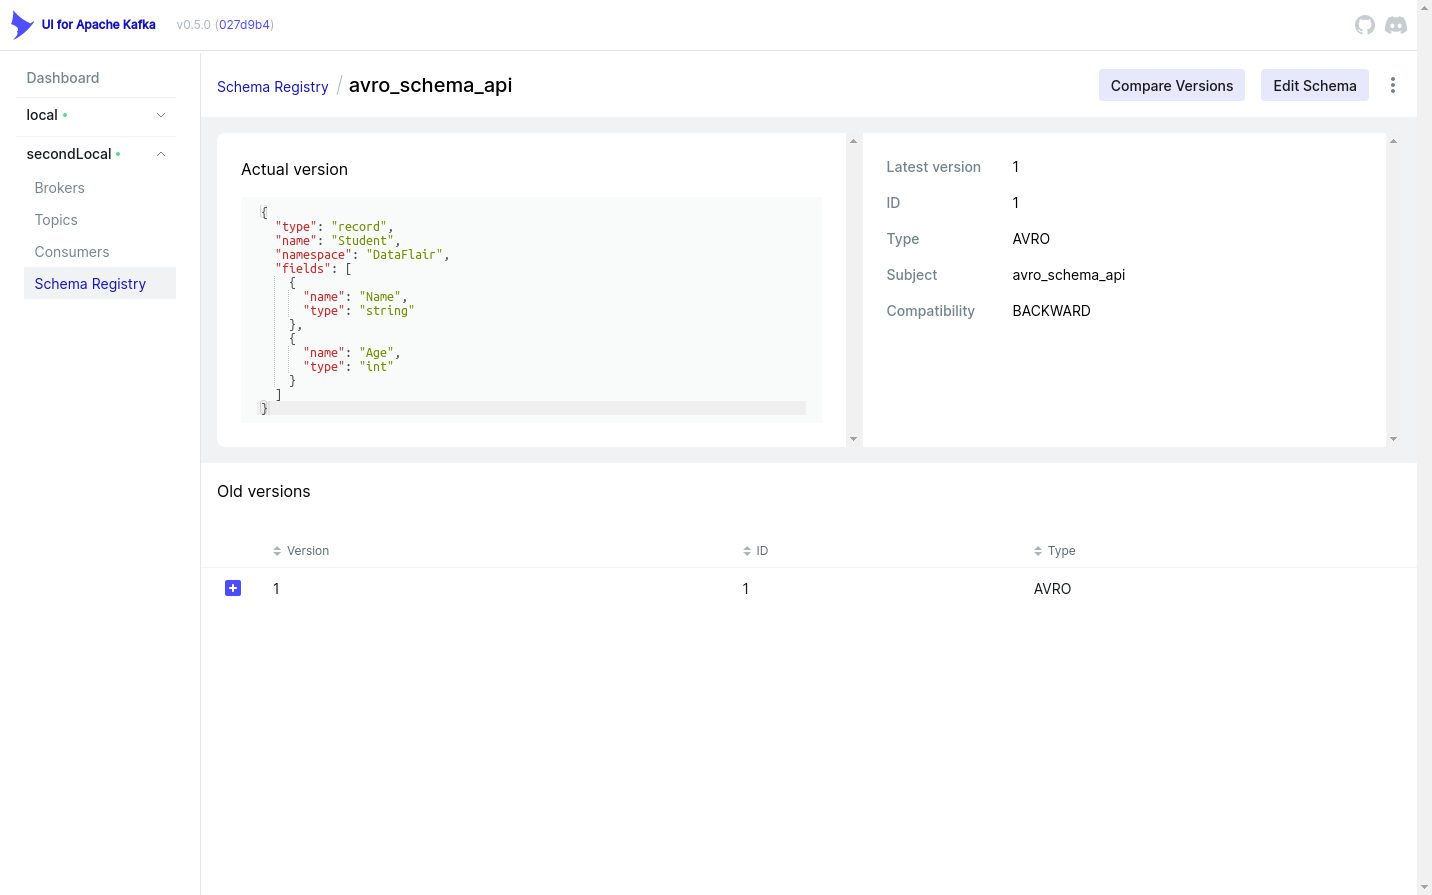 UI for Apache Kafka v0.5.0 (027d9b4)
Dashboard
local
secondLocal
Brokers
Topics
Consumers
Schema Registry
Schema Registry / avro_schema_api
Compare Versions
Edit Schema
Actual version
{
  "type": "record",
  "name": "Student",
  "namespace": "DataFlair",
  "fields": [
    {
      "name": "Name",
      "type": "string"
    },
    {
      "name": "Age",
      "type": "int"
    }
  ]
}
Latest version 1
ID 1
Type AVRO
Subject avro_schema_api
Compatibility BACKWARD
Old versions
Version ID Type
1 1 AVRO